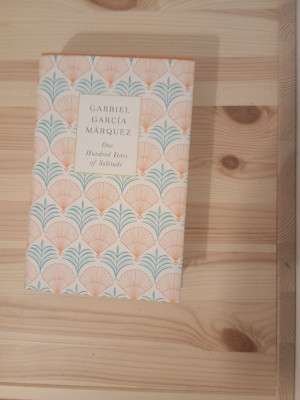 GABRIEL
GARCÍA
MÁRQUEZ
One
Hundred Years
of Solitude